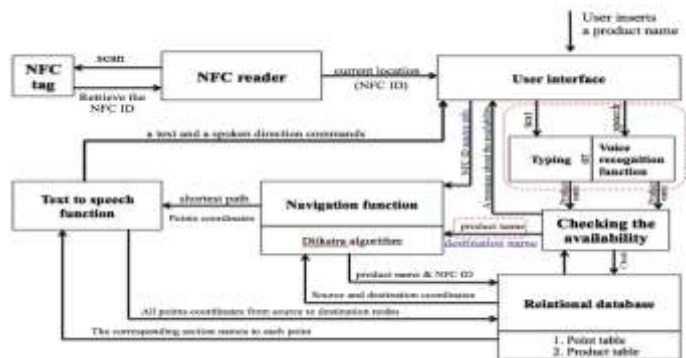 User inserts
a product name
scan
NFC
tag
NFC reader
current location
(NFC ID)
User interface
Retrieve the
NFC ID
a text and a spoken direction commands
text
speech
Typing
or
Voice
recognition
function
Text to speech
function
shortest path
Points coordinates
Navigation function
Dijkstra algorithm
product name
destination name
Checking the
availability
product name & NFC ID
Source and destination coordinates
All points coordinates from source to destination nodes
The corresponding section names to each point
Relational database
1. Point table
2. Product table